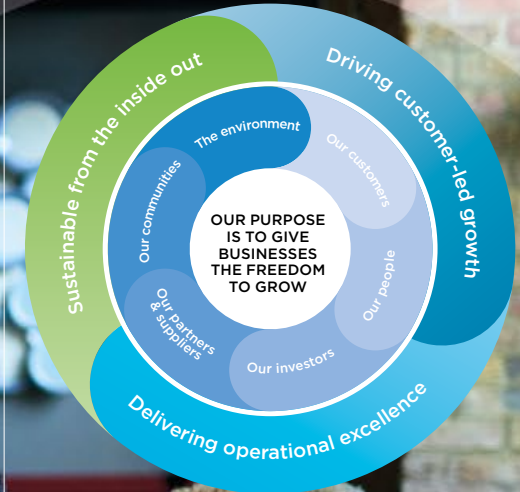 Sustainable from the inside out
Driving customer-led growth
Delivering operational excellence
The environment
Our customers
Our people
Our investors
Our partners
& suppliers
Our communities
OUR PURPOSE
IS TO GIVE
BUSINESSES
THE FREEDOM
TO GROW